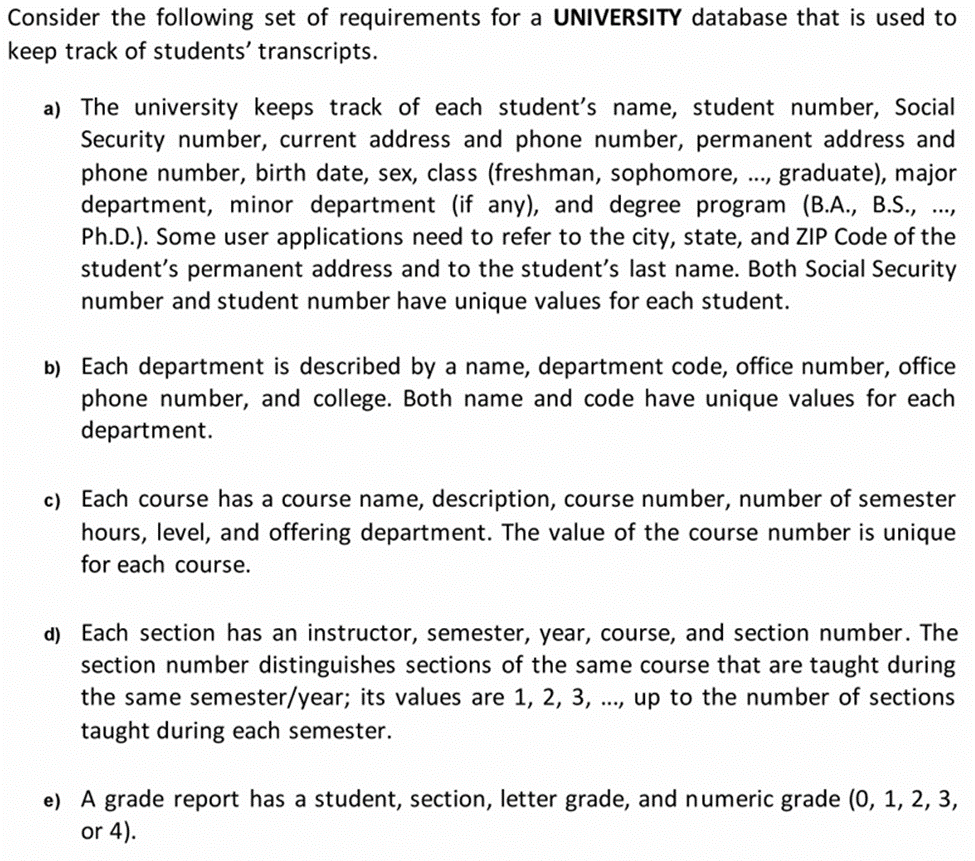 Consider the following set of requirements for a UNIVERSITY database that is used to
keep track of students' transcripts.
a) The university keeps track of each student's name, student number, Social
Security number, current address and phone number, permanent address and
phone number, birth date, sex, class (freshman, sophomore, ..., graduate), major
department, minor department (if any), and degree program (B.A., B.S., ...,
Ph.D.). Some user applications need to refer to the city, state, and ZIP Code of the
student's permanent address and to the student's last name. Both Social Security
number and student number have unique values for each student.
b) Each department is described by a name, department code, office number, office
phone number, and college. Both name and code have unique values for each
department.
c) Each course has a course name, description, course number, number of semester
hours, level, and offering department. The value of the course number is unique
for each course.
d) Each section has an instructor, semester, year, course, and section number. The
section number distinguishes sections of the same course that are taught during
the same semester/year; its values are 1, 2, 3, ..., up to the number of sections
taught during each semester.
e) A grade report has a student, section, letter grade, and numeric grade (0, 1, 2, 3,
or 4).